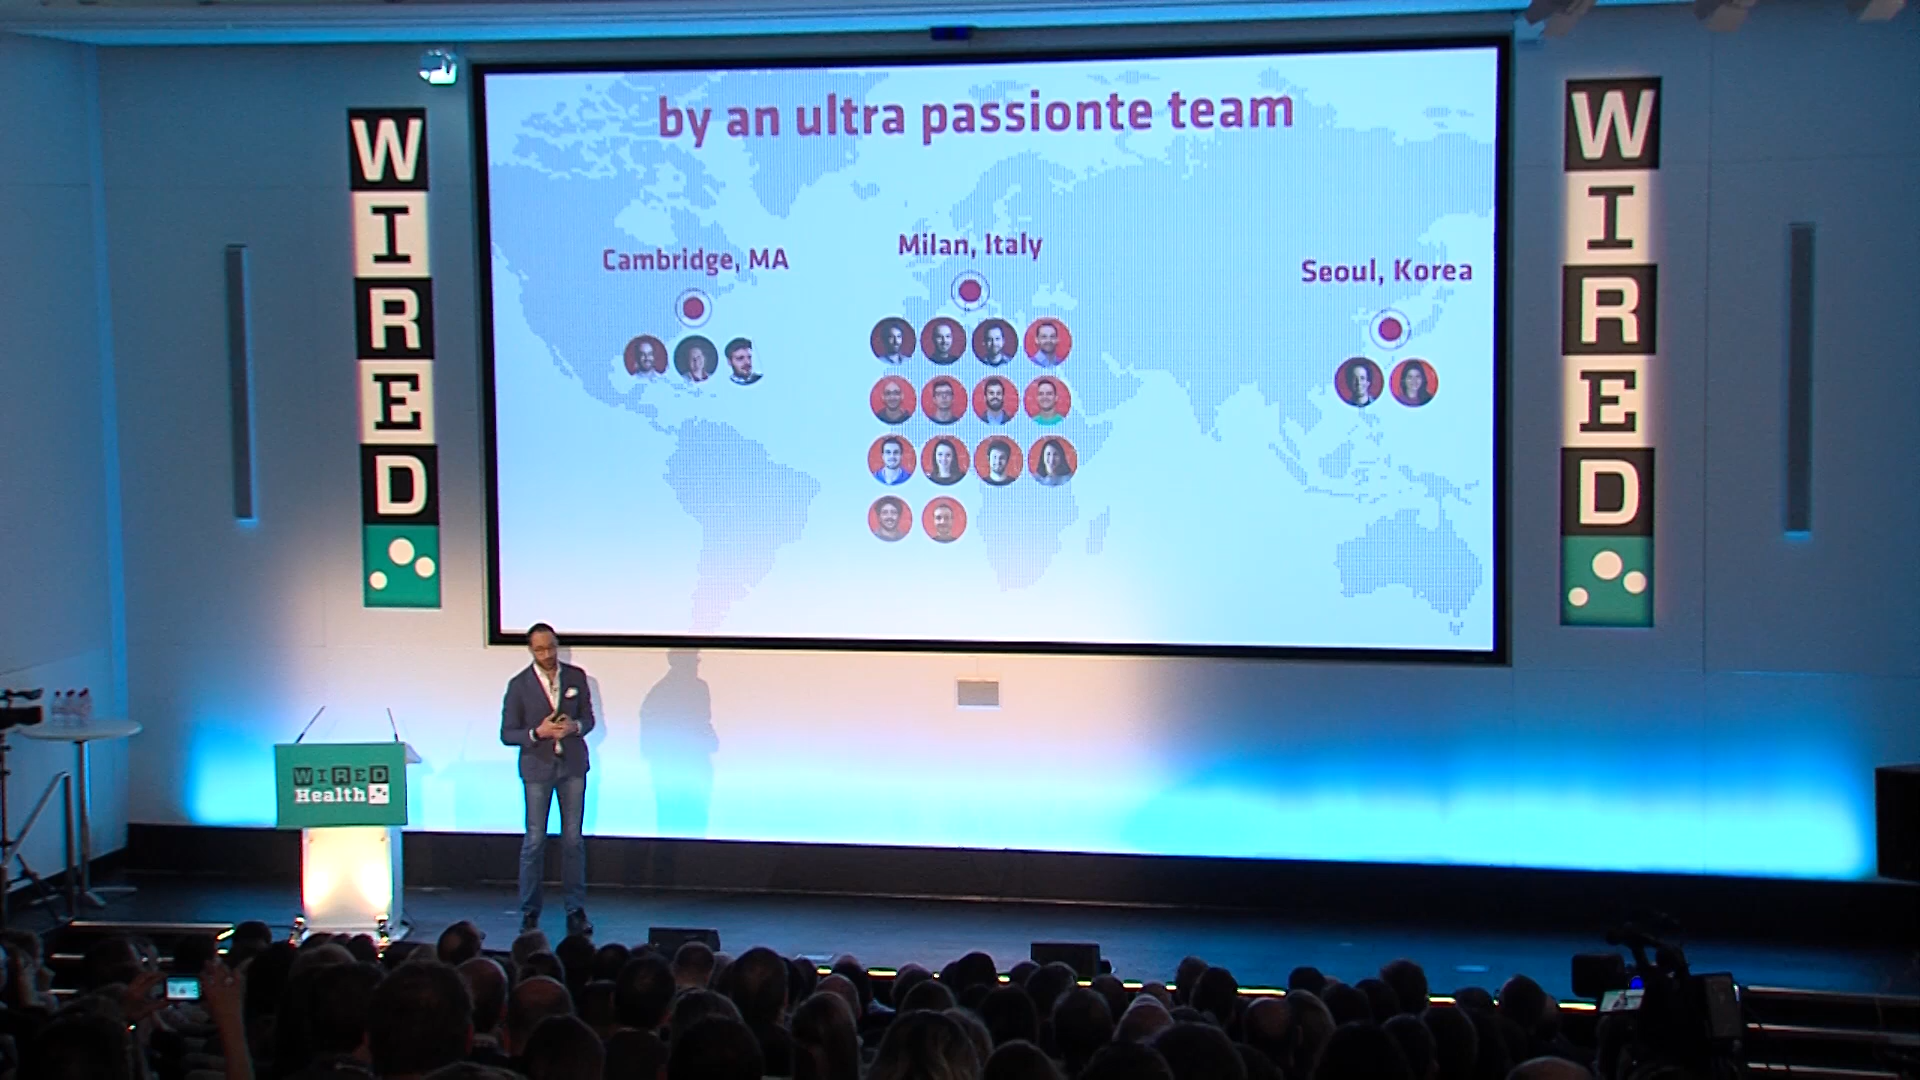 by an ultra passionte team
Cambridge, MA
Milan, Italy
Seoul, Korea
WIRED
WIRED
WIRED
Health